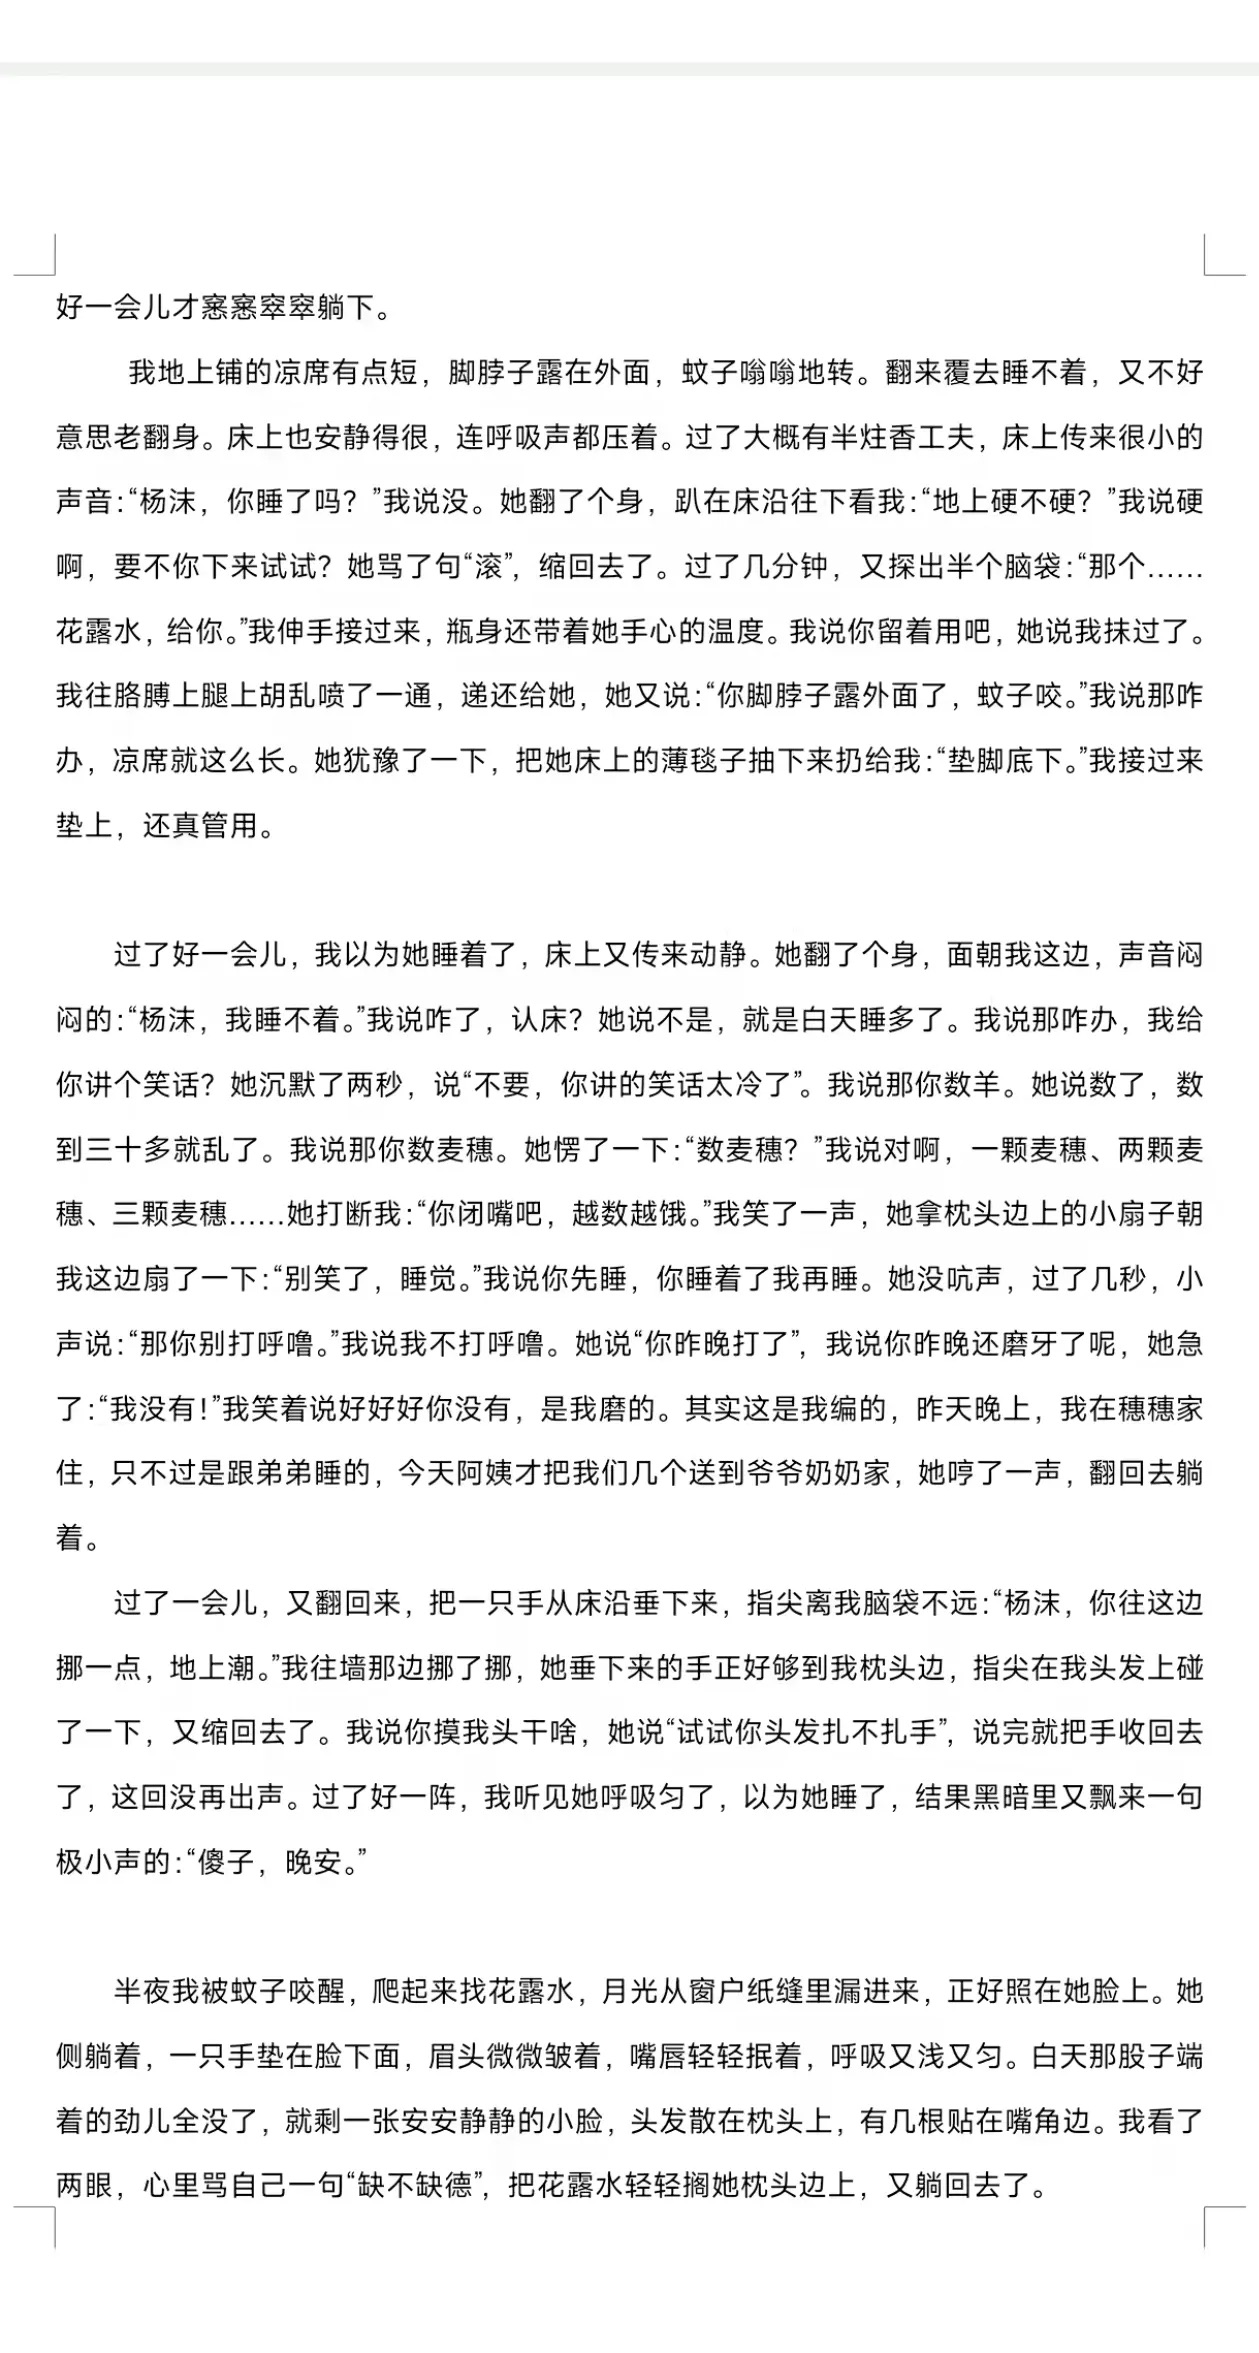 好一会儿才窸窸窣窣躺下。
我地上铺的凉席有点短，脚脖子露在外面，蚊子嗡嗡地转。翻来覆去睡不着，又不好
意思老翻身。床上也安静得很，连呼吸声都压着。过了大概有半炷香工夫，床上传来很小的
声音：“杨沫，你睡了吗？”我说没。她翻了个身，趴在床沿往下看我：“地上硬不硬？”我说硬
啊，要不你下来试试？她骂了句“滚”，缩回去了。过了几分钟，又探出半个脑袋：“那个……
花露水，给你。”我伸手接过来，瓶身还带着她手心的温度。我说你留着用吧，她说我抹过了。
我往胳膊上腿上胡乱喷了一通，递还给她，她又说：“你脚脖子露外面了，蚊子咬。”我说那咋
办，凉席就这么长。她犹豫了一下，把她床上的薄毯子抽下来扔给我：“垫脚底下。”我接过来
垫上，还真管用。
过了好一会儿，我以为她睡着了，床上又传来动静。她翻了个身，面朝我这边，声音闷
闷的：“杨沫，我睡不着。”我说咋了，认床？她说不是，就是白天睡多了。我说那咋办，我给
你讲个笑话？她沉默了两秒，说“不要，你讲的笑话太冷了”。我说那你数羊。她说数了，数
到三十多就乱了。我说那你数麦穗。她愣了一下：“数麦穗？”我说对啊，一颗麦穗、两颗麦
穗、三颗麦穗……她打断我：“你闭嘴吧，越数越饿。”我笑了一声，她拿枕头边上的小扇子朝
我这边扇了一下：“别笑了，睡觉。”我说你先睡，你睡着了我再睡。她没吭声，过了几秒，小
声说：“那你别打呼噜。”我说我不打呼噜。她说“你昨晚打了”，我说你昨晚还磨牙了呢，她急
了：“我没有！”我笑着说好好好你没有，是我磨的。其实这是我编的，昨天晚上，我在穗穗家
住，只不过是跟弟弟睡的，今天阿姨才把我们几个送到爷爷奶奶家，她哼了一声，翻回去躺
着。
过了一会儿，又翻回来，把一只手从床沿垂下来，指尖离我脑袋不远：“杨沫，你往这边
挪一点，地上潮。”我往墙那边挪了挪，她垂下来的手正好够到我枕头边，指尖在我头发上碰
了一下，又缩回去了。我说你摸我头干啥，她说“试试你头发扎不扎手”，说完就把手收回去
了，这回没再出声。过了好一阵，我听见她呼吸匀了，以为她睡了，结果黑暗里又飘来一句
极小声的：“傻子，晚安。”
半夜我被蚊子咬醒，爬起来找花露水，月光从窗户纸缝里漏进来，正好照在她脸上。她
侧躺着，一只手垫在脸下面，眉头微微皱着，嘴唇轻轻抿着，呼吸又浅又匀。白天那股子端
着的劲儿全没了，就剩一张安安静静的小脸，头发散在枕头上，有几根贴在嘴角边。我看了
两眼，心里骂自己一句“缺不缺德”，把花露水轻轻搁她枕头边上，又躺回去了。